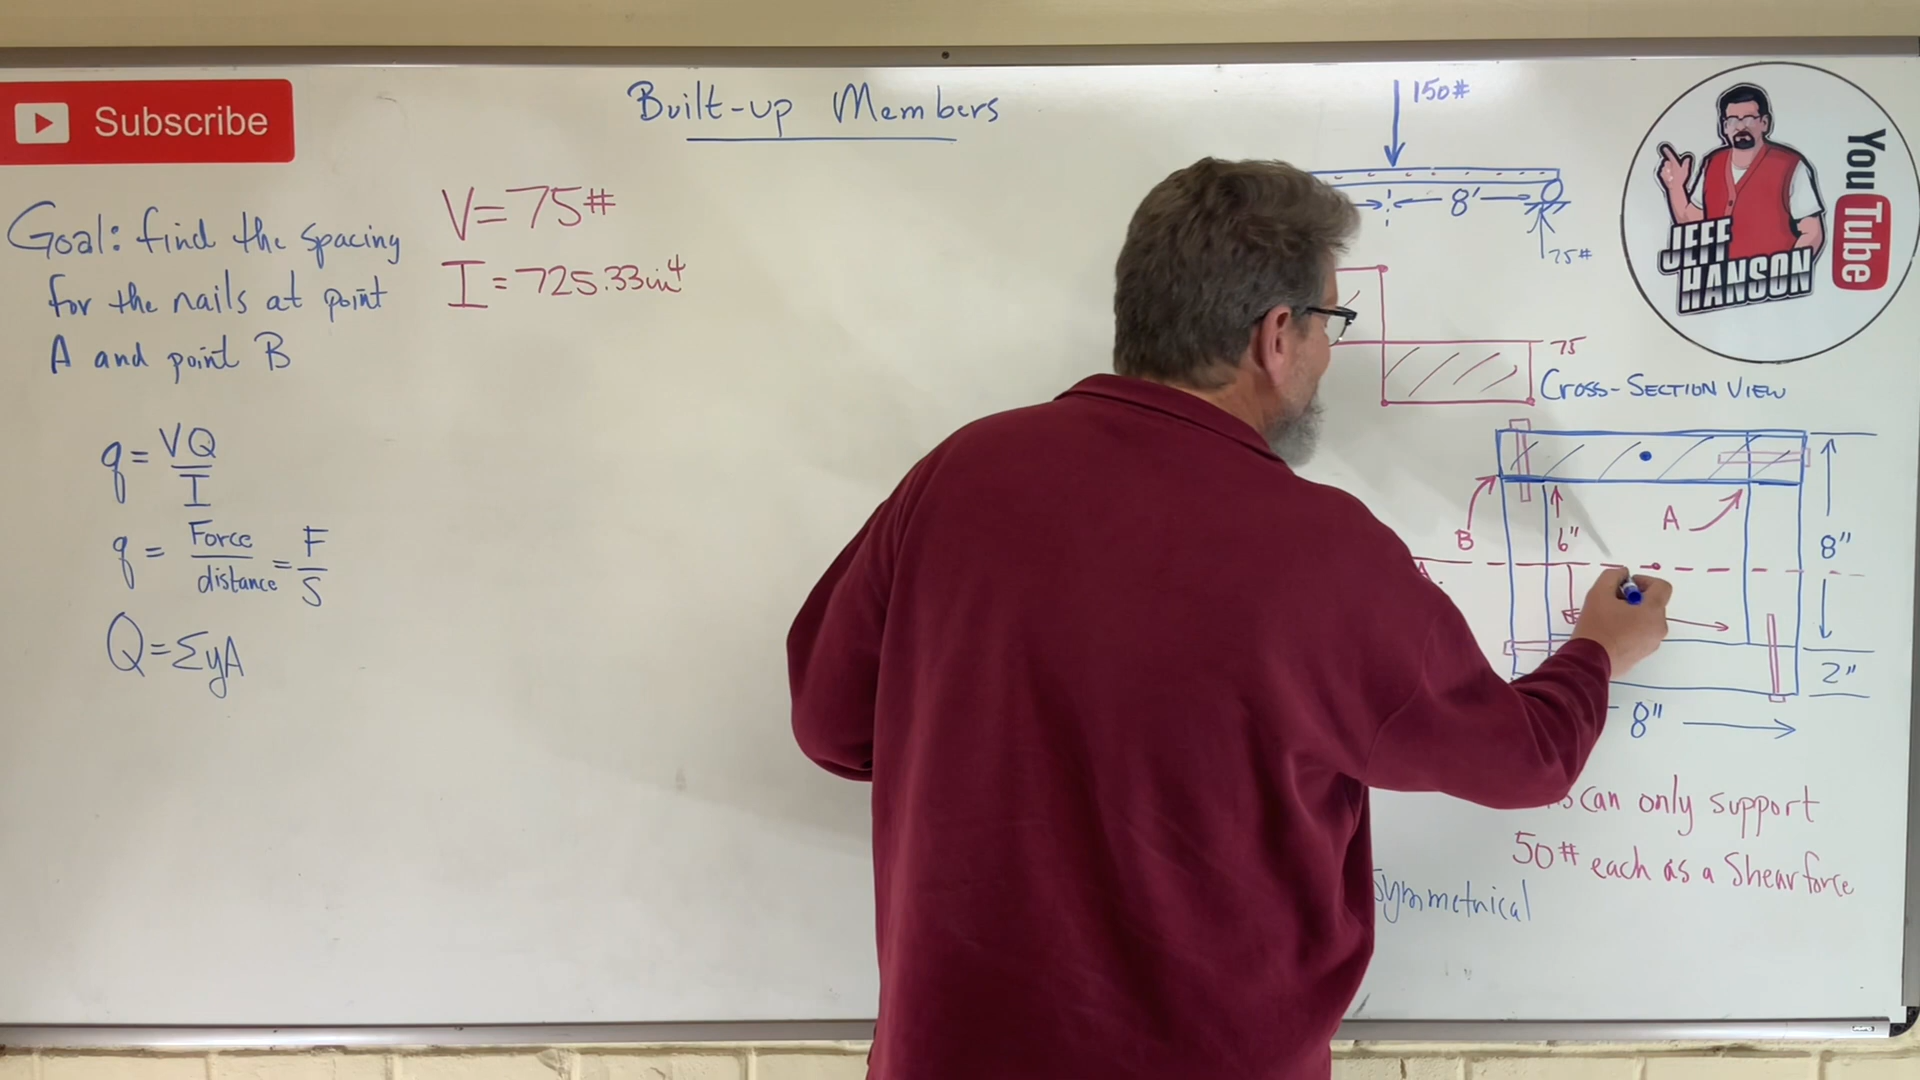 Subscribe
Built-up Members
150#
8'
75#
YouTube
JEFF
HANSON
Goal: find the spacing
for the nails at point
A and point B
V=75#
I=725.33in⁴
75
Cross-Section View
q=VQ/I
q=Force/distance=F/S
Q=ΣyA
B
6"
A
8"
2"
8"
can only support
50# each as a Shear force
Symmetrical